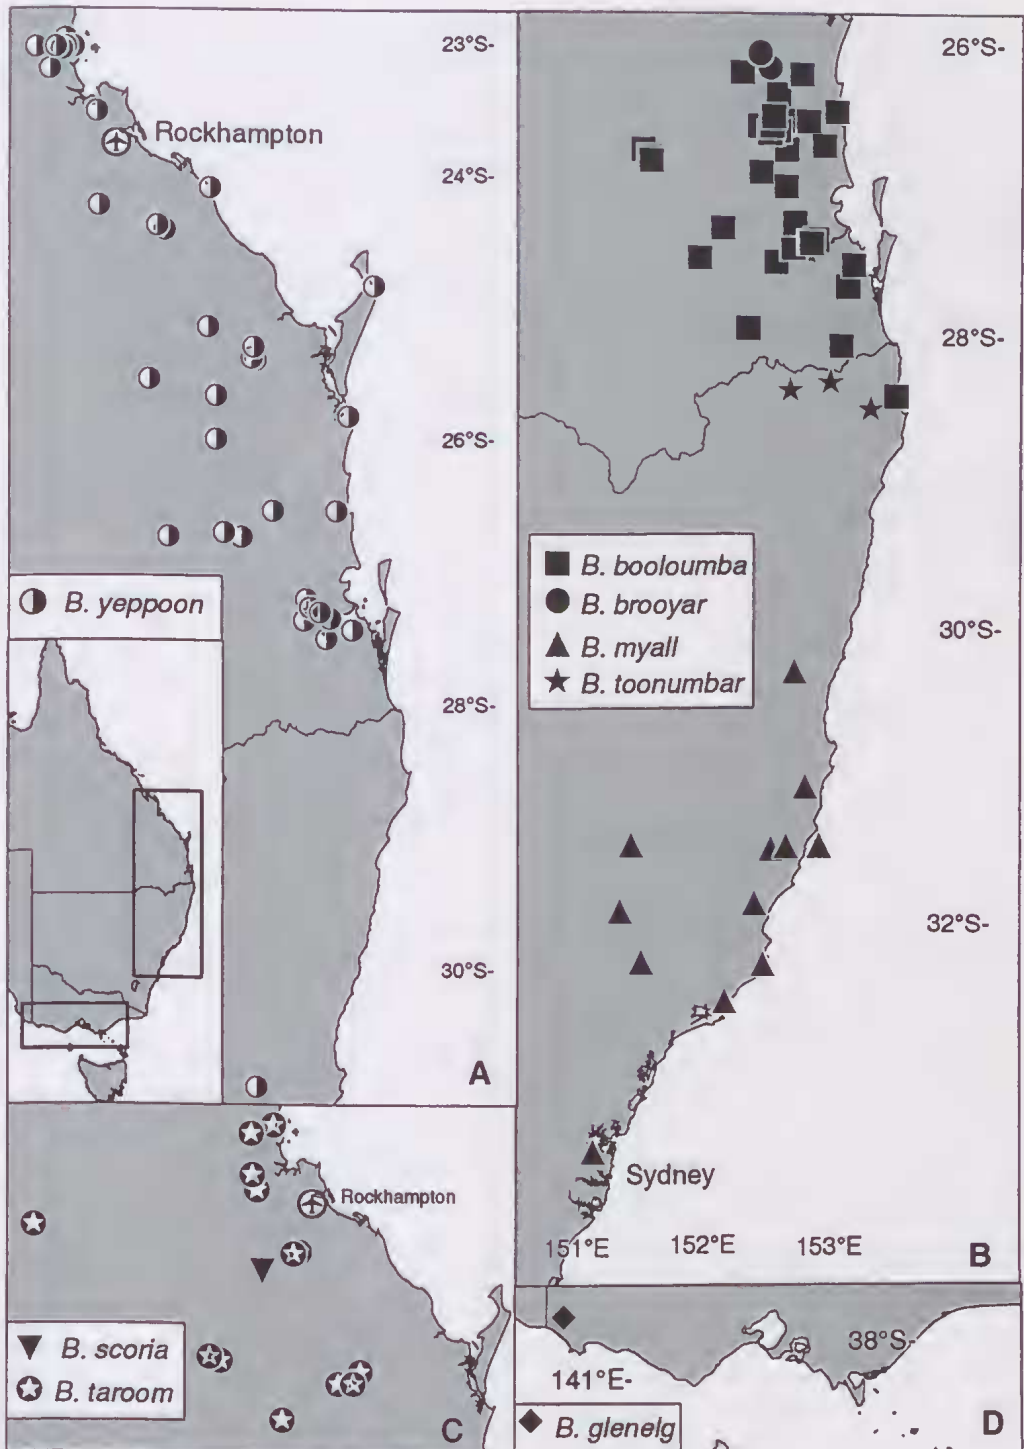 23°S-
Rockhampton
24°S-
26°S-
B. yeppoon
28°S-
30°S-
A
26°S-
28°S-
B. booloumba
B. brooyar
B. myall
B. toonumbar
30°S-
32°S-
Sydney
151°E 152°E 153°E
B
Rockhampton
B. scoria
B. taroom
C
38°S-
141°E-
B. glenelg
D